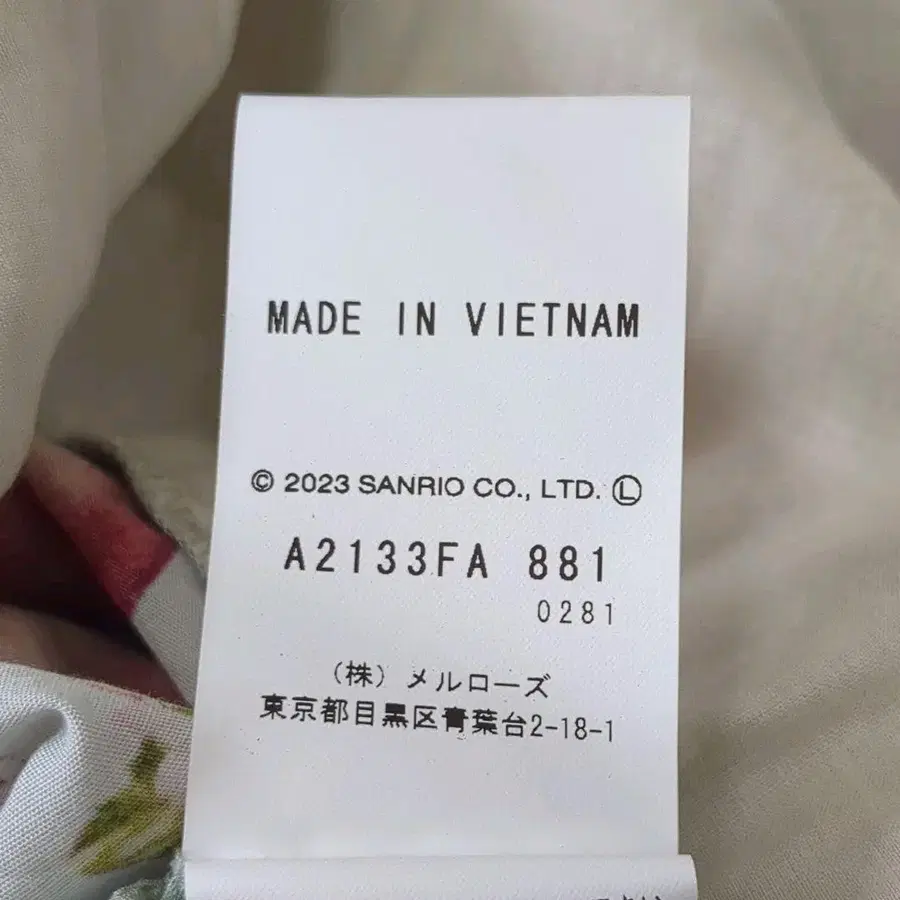 MADE IN VIETNAM
© 2023 SANRIO CO., LTD. Ⓛ
A2133FA 881
0281
(株) メルローズ
東京都目黒区青葉台2-18-1